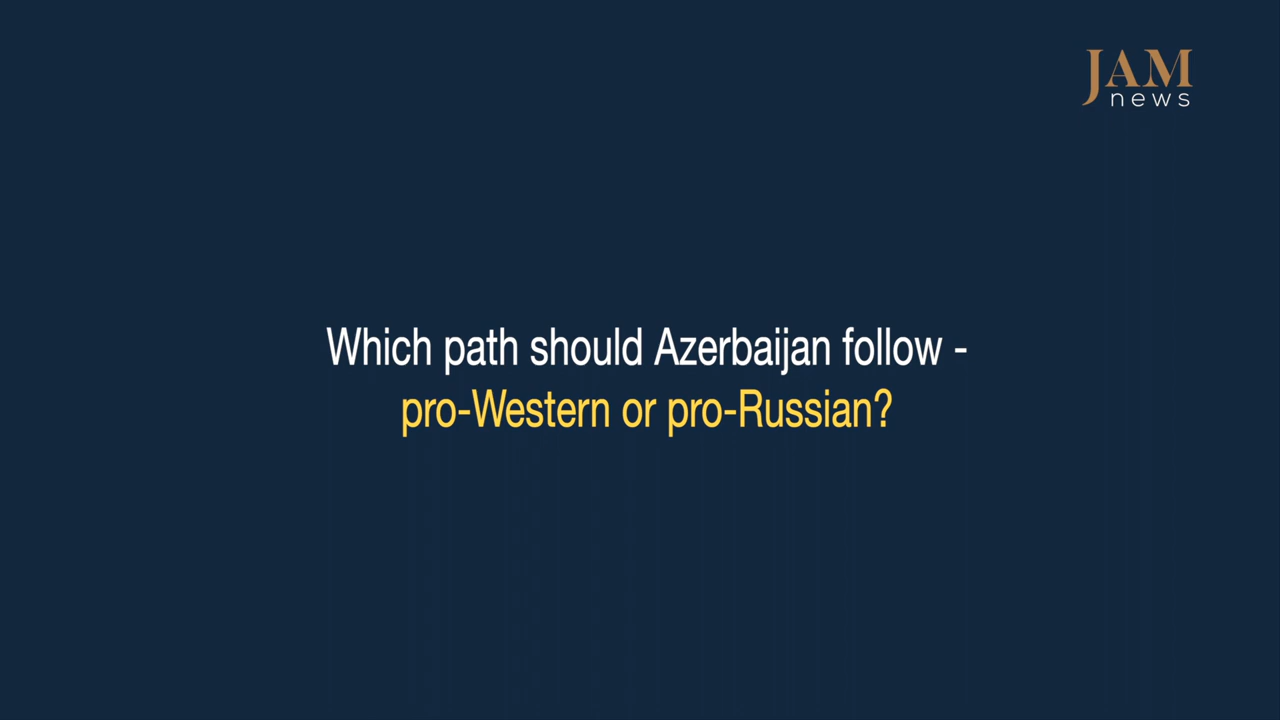 JAM
news
Which path should Azerbaijan follow -
pro-Western or pro-Russian?